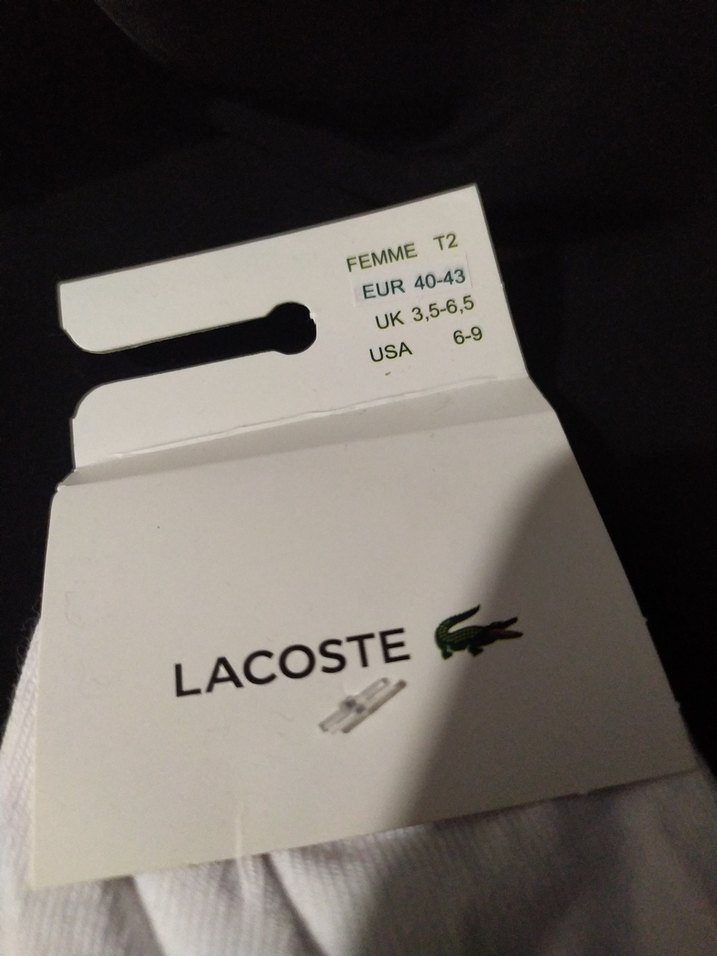 FEMME T2
EUR 40-43
UK 3,5-6,5
USA 6-9
LACOSTE